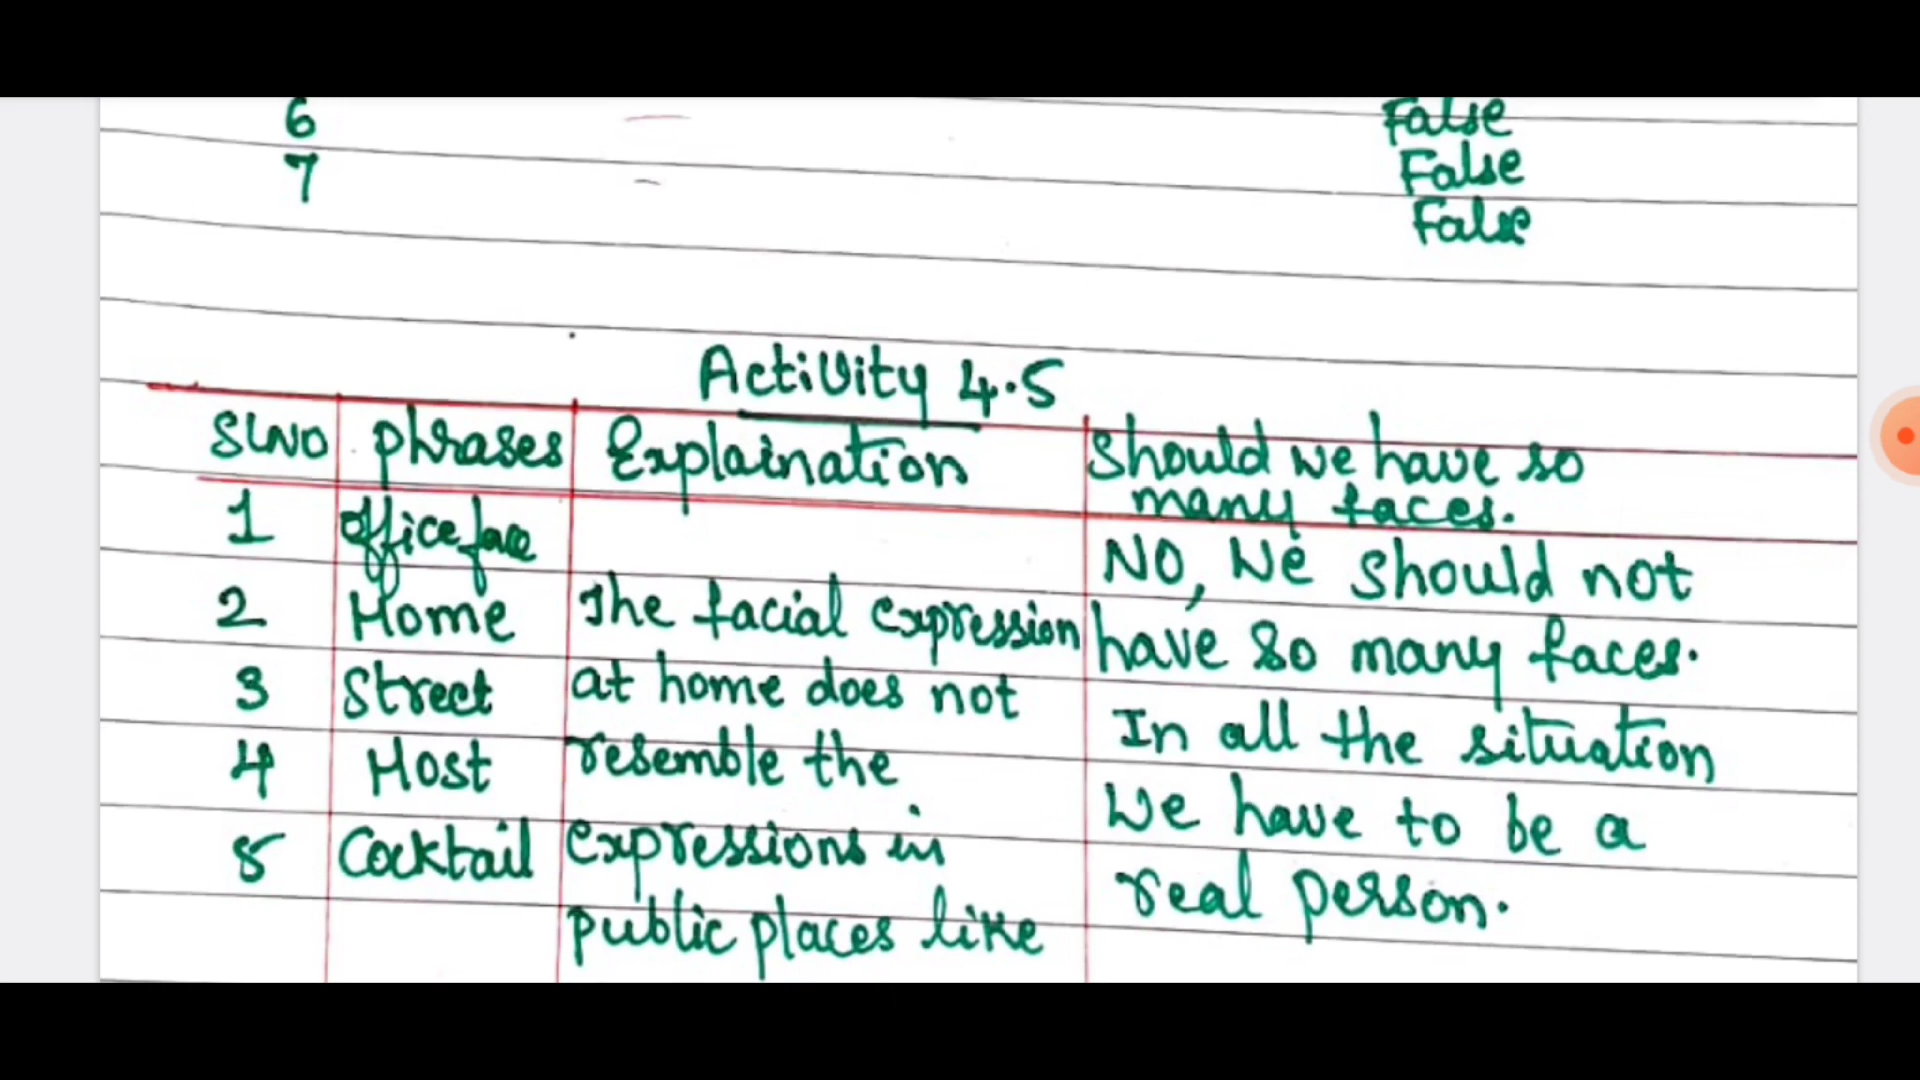 6 False
7 False
False
Activity 4.5
SLNO phrases Explaination Should we have so
many faces.
1 office face
NO, We should not
2 Home The facial expression have so many faces.
3 Street at home does not In all the situation
4 Host resemble the We have to be a
5 Cocktail expressions in real person.
public places like